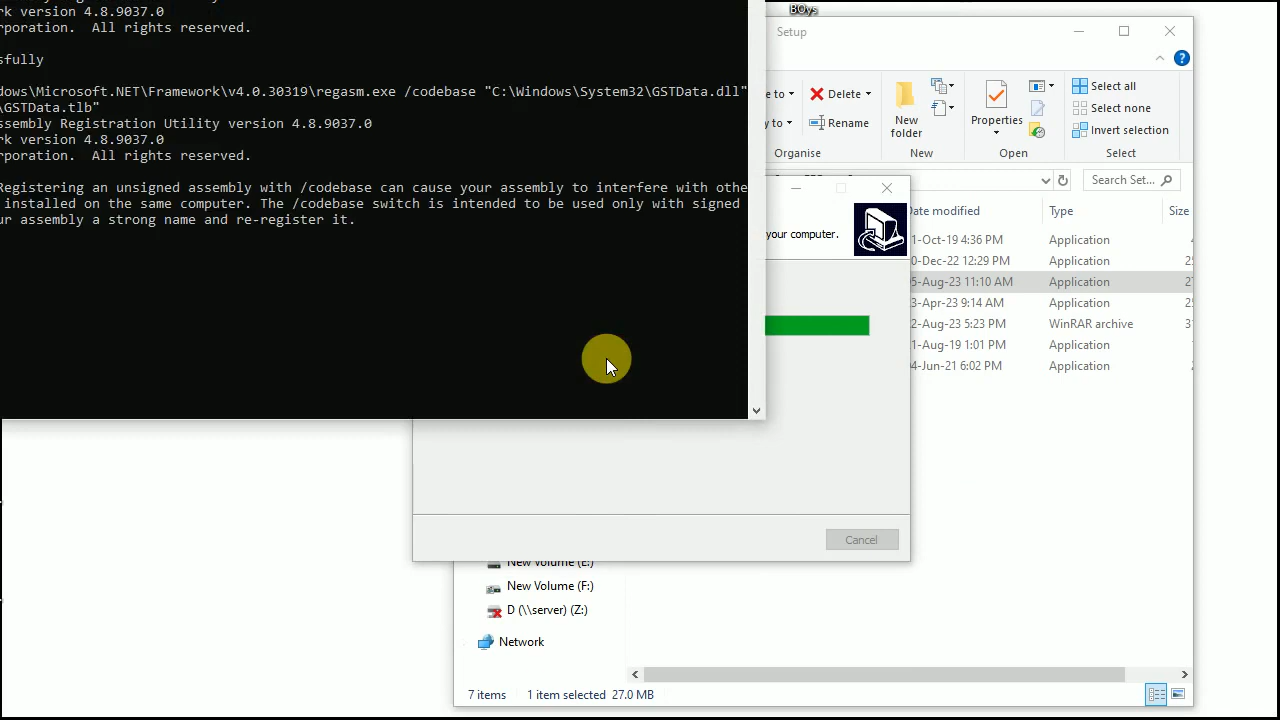 rk version 4.8.9037.0
rporation.  All rights reserved.
sfully
dows\Microsoft.NET\Framework\v4.0.30319\regasm.exe /codebase "C:\Windows\System32\GSTData.dll"
\GSTData.tlb"
ssembly Registration Utility version 4.8.9037.0
rk version 4.8.9037.0
rporation.  All rights reserved.
Registering an unsigned assembly with /codebase can cause your assembly to interfere with othe
installed on the same computer. The /codebase switch is intended to be used only with signed
ur assembly a strong name and re-register it.
BOys
Setup
e to
Delete
y to
Rename
Organise
New folder
New
Properties
Open
Select all
Select none
Invert selection
Select
Search Set...
Date modified
Type
Size
1-Oct-19 4:36 PM
Application
0-Dec-22 12:29 PM
Application
5-Aug-23 11:10 AM
Application
3-Apr-23 9:14 AM
Application
2-Aug-23 5:23 PM
WinRAR archive
1-Aug-19 1:01 PM
Application
04-Jun-21 6:02 PM
Application
your computer.
Cancel
New Volume (E:)
New Volume (F:)
D (\\server) (Z:)
Network
7 items
1 item selected  27.0 MB